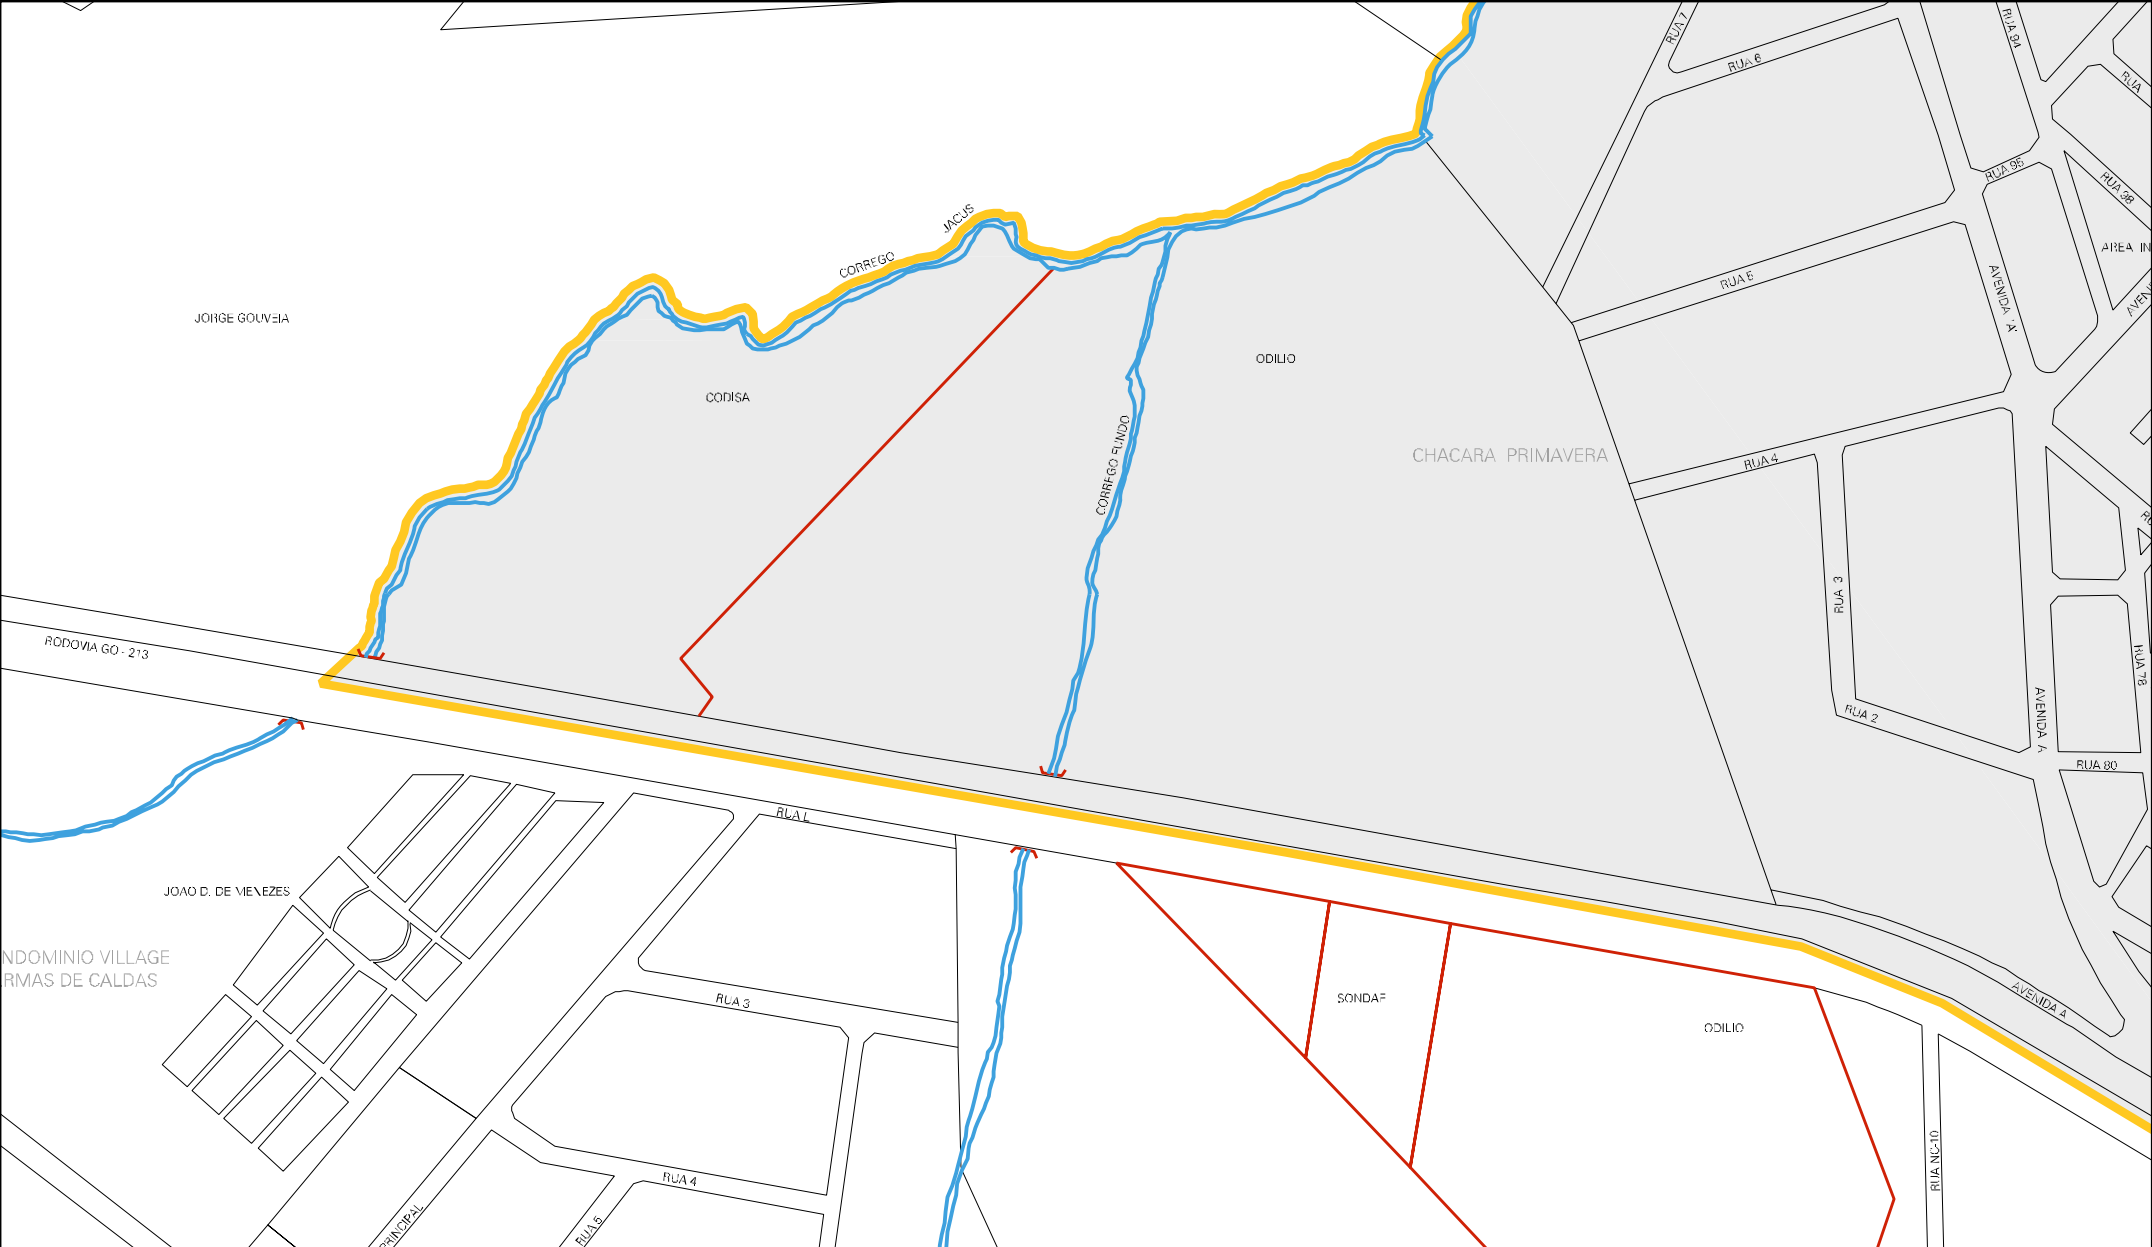 RUA 7
RUA 6
RUA 94
RUA
RUA 95
RUA 98
JACUS
CORREGO
AREA IN
RUA 5
AVENIDA 'A'
JORGE GOUVEIA
ODILIO
CODISA
CORREGO FUNDO
CHACARA PRIMAVERA
RUA 4
RUA 3
RODOVIA GO - 213
RUA 78
RUA 2
AVENIDA A
RUA 80
RUA L
JOAO D. DE MENEZES
NDOMINIO VILLAGE
RMAS DE CALDAS
RUA 3
SONDAF
AVENIDA A
ODILIO
RUA NC-10
RUA 4
PRINCIPAL
RUA 5